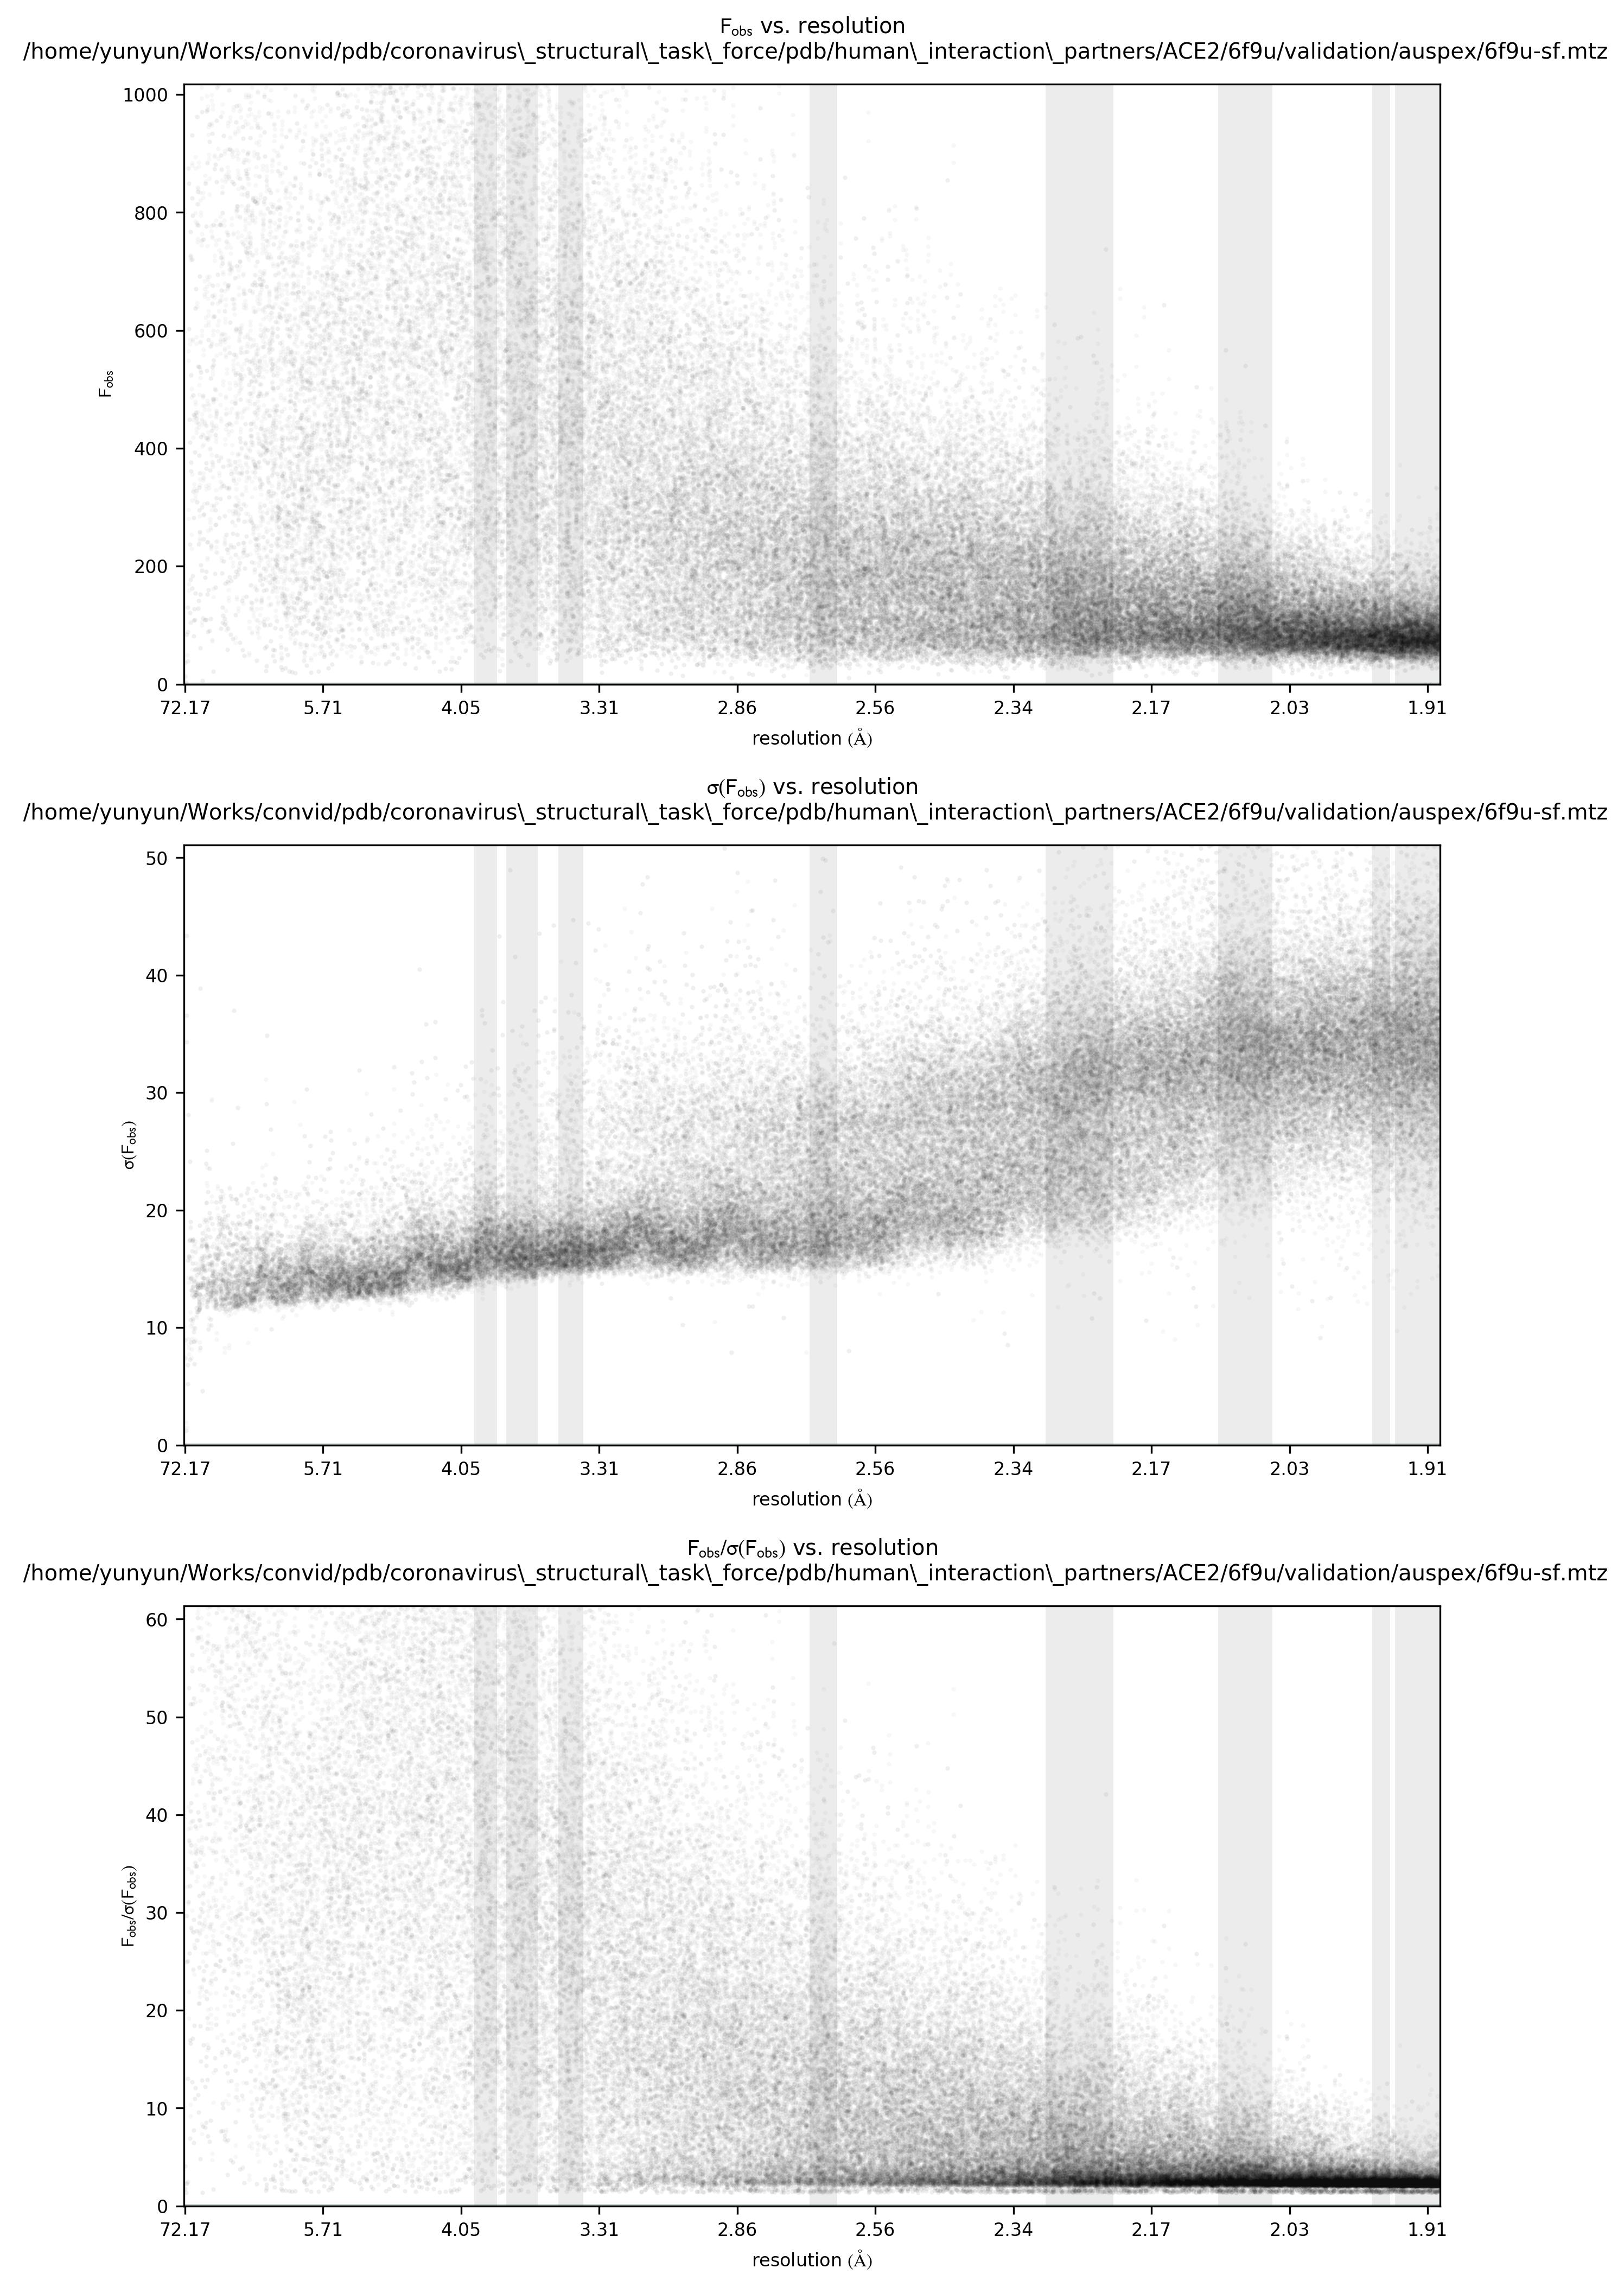 Fobs vs. resolution
/home/yunyun/Works/convid/pdb/coronavirus\_structural\_task\_force/pdb/human\_interaction\_partners/ACE2/6f9u/validation/auspex/6f9u-sf.mtz
1000
800
600
400
200
0
Fobs
72.17 5.71 4.05 3.31 2.86 2.56 2.34 2.17 2.03 1.91
resolution (Å)
σ(Fobs) vs. resolution
/home/yunyun/Works/convid/pdb/coronavirus\_structural\_task\_force/pdb/human\_interaction\_partners/ACE2/6f9u/validation/auspex/6f9u-sf.mtz
50
40
30
20
10
0
σ(Fobs)
72.17 5.71 4.05 3.31 2.86 2.56 2.34 2.17 2.03 1.91
resolution (Å)
Fobs/σ(Fobs) vs. resolution
/home/yunyun/Works/convid/pdb/coronavirus\_structural\_task\_force/pdb/human\_interaction\_partners/ACE2/6f9u/validation/auspex/6f9u-sf.mtz
60
50
40
30
20
10
0
Fobs/σ(Fobs)
72.17 5.71 4.05 3.31 2.86 2.56 2.34 2.17 2.03 1.91
resolution (Å)